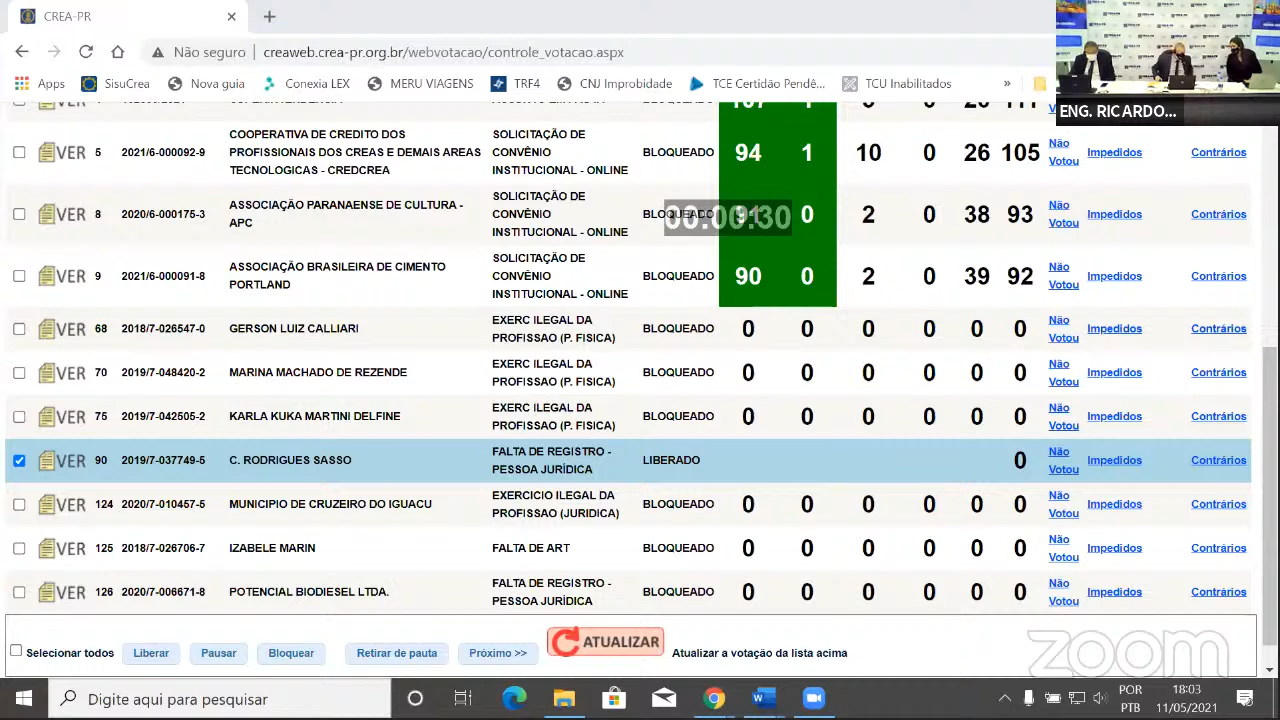 CREA-PR
Não seguro
SisuCrea
Apps
Nova guia
Conexa LEX
CNJ Improbidade
TCE Certidão Pendê...
TCU Inabilitados
»
ENG. RICARDO...
VER 5 2021/6-000092-9 COOPERATIVA DE CREDITO DOS PROFISSIONAIS DOS CREAS E DEMAIS AREAS TECNOLOGICAS - CREDCREA SOLICITAÇÃO DE CONVÊNIO INSTITUCIONAL - ONLINE BLOQUEADO 94 1 10 0 26 105 Não Votou Impedidos Contrários
VER 8 2020/6-000175-3 ASSOCIAÇÃO PARANAENSE DE CULTURA - APC SOLICITAÇÃO DE CONVÊNIO INSTITUCIONAL - ONLINE BLOQUEADO 0 2 0 38 93 Não Votou Impedidos Contrários
00:09:30
VER 9 2021/6-000091-8 ASSOCIAÇÃO BRASILEIRA DE CIMENTO PORTLAND SOLICITAÇÃO DE CONVÊNIO INSTITUCIONAL - ONLINE BLOQUEADO 90 0 2 0 39 92 Não Votou Impedidos Contrários
VER 68 2018/7-026547-0 GERSON LUIZ CALLIARI EXERC ILEGAL DA PROFISSAO (P. FISICA) BLOQUEADO 0 0 0 0 0 0 Não Votou Impedidos Contrários
VER 70 2019/7-048420-2 MARINA MACHADO DE REZENDE EXERC ILEGAL DA PROFISSAO (P. FISICA) BLOQUEADO 0 0 0 0 0 0 Não Votou Impedidos Contrários
VER 75 2019/7-042505-2 KARLA KUKA MARTINI DELFINE EXERC ILEGAL DA PROFISSAO (P. FISICA) BLOQUEADO 0 0 0 0 0 0 Não Votou Impedidos Contrários
VER 90 2019/7-037749-5 C. RODRIGUES SASSO FALTA DE REGISTRO - PESSOA JURÍDICA LIBERADO 0 Não Votou Impedidos Contrários
VER 124 2020/7-010457-5 MUNICIPIO DE CRUZEIRO DO IGUACU EXERCICIO ILEGAL DA PROFISSAO (JURIDICA) BLOQUEADO 0 0 0 0 0 0 Não Votou Impedidos Contrários
VER 125 2018/7-026706-7 IZABELE MARIN FALTA DE ART BLOQUEADO 0 0 0 0 0 0 Não Votou Impedidos Contrários
VER 126 2020/7-006671-8 POTENCIAL BIODIESEL LTDA. FALTA DE REGISTRO - PESSOA JURÍDICA BLOQUEADO 0 0 0 0 0 0 Não Votou Impedidos Contrários
Selecionar todos Liberar Pausar Bloquear Retirar de pauta Próximo >> ATUALIZAR Atualizar a votação da lista acima
zoom
Digite aqui para pesquisar
POR
PTB
18:03
11/05/2021